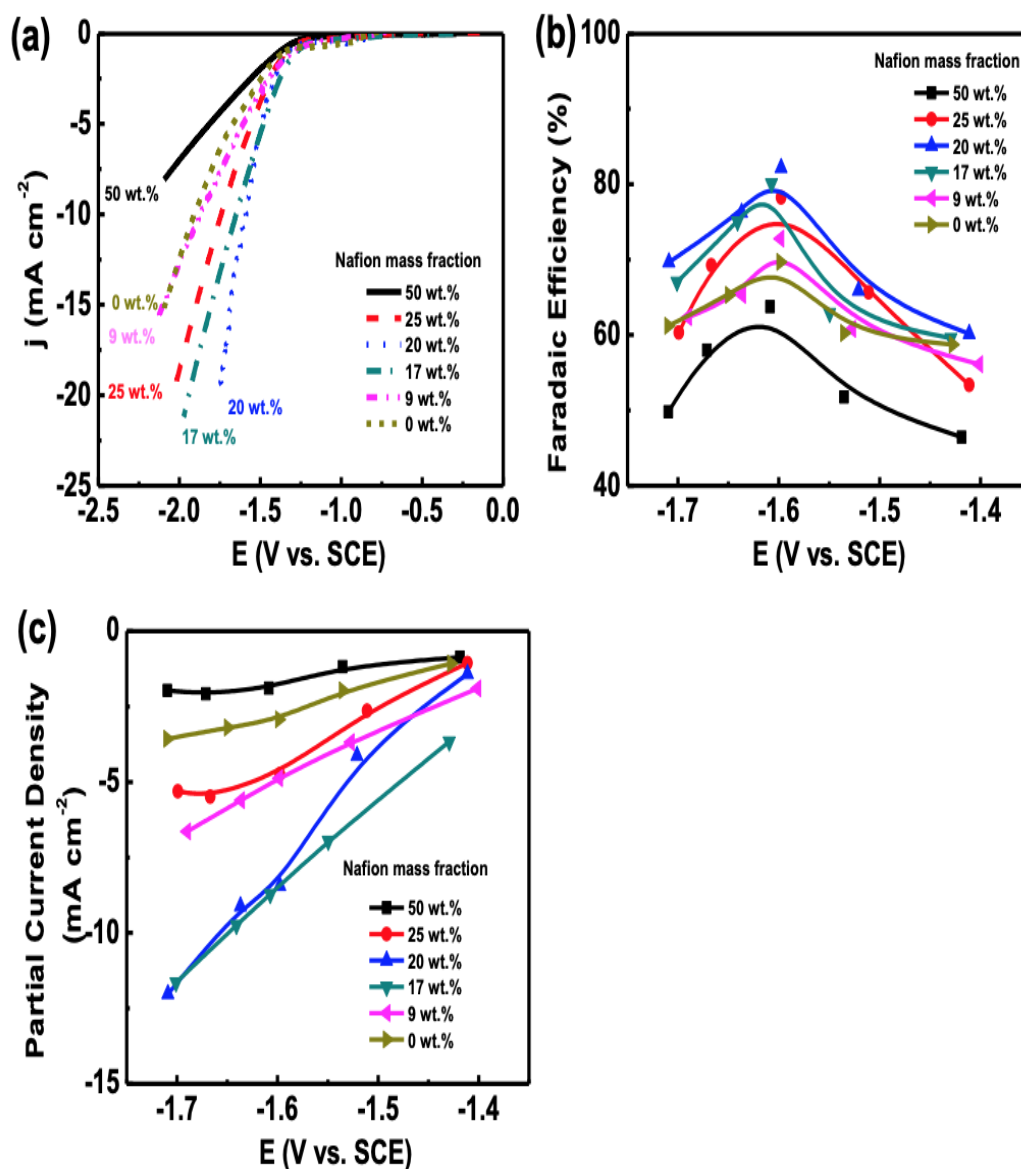 (a)
j (mA cm⁻²)
0
-5
-10
-15
-20
-25
50 wt.%
0 wt.%
9 wt.%
25 wt.%
17 wt.%
20 wt.%
Nafion mass fraction
50 wt.%
25 wt.%
20 wt.%
17 wt.%
9 wt.%
0 wt.%
-2.5 -2.0 -1.5 -1.0 -0.5 0.0
E (V vs. SCE)
(b)
Faradaic Efficiency (%)
100
80
60
40
Nafion mass fraction
50 wt.%
25 wt.%
20 wt.%
17 wt.%
9 wt.%
0 wt.%
-1.7 -1.6 -1.5 -1.4
E (V vs. SCE)
(c)
Partial Current Density
(mA cm⁻²)
0
-5
-10
-15
Nafion mass fraction
50 wt.%
25 wt.%
20 wt.%
17 wt.%
9 wt.%
0 wt.%
-1.7 -1.6 -1.5 -1.4
E (V vs. SCE)